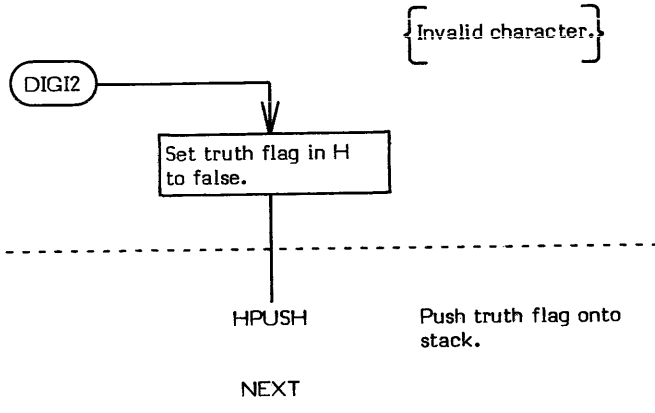 Invalid character.
DIGI2
Set truth flag in H
to false.
HPUSH
Push truth flag onto
stack.
NEXT